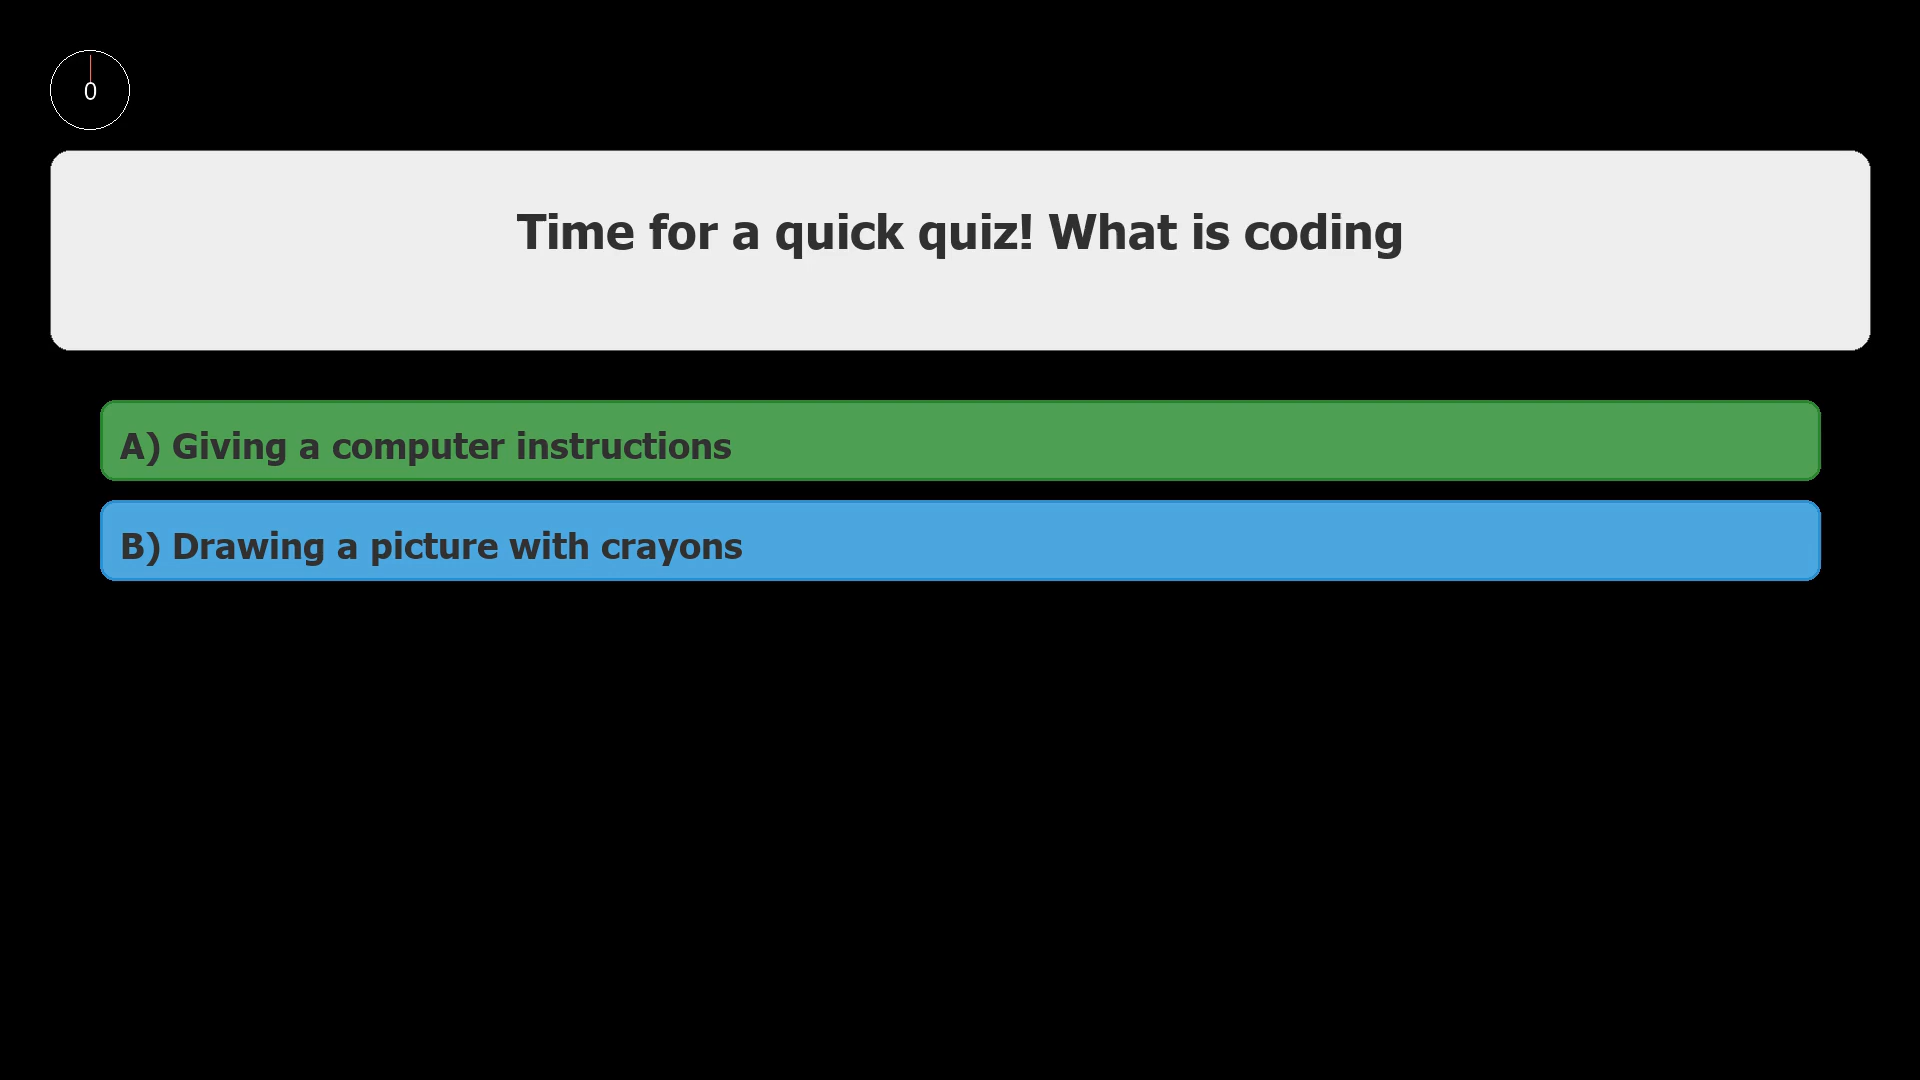 0
Time for a quick quiz! What is coding
A) Giving a computer instructions
B) Drawing a picture with crayons